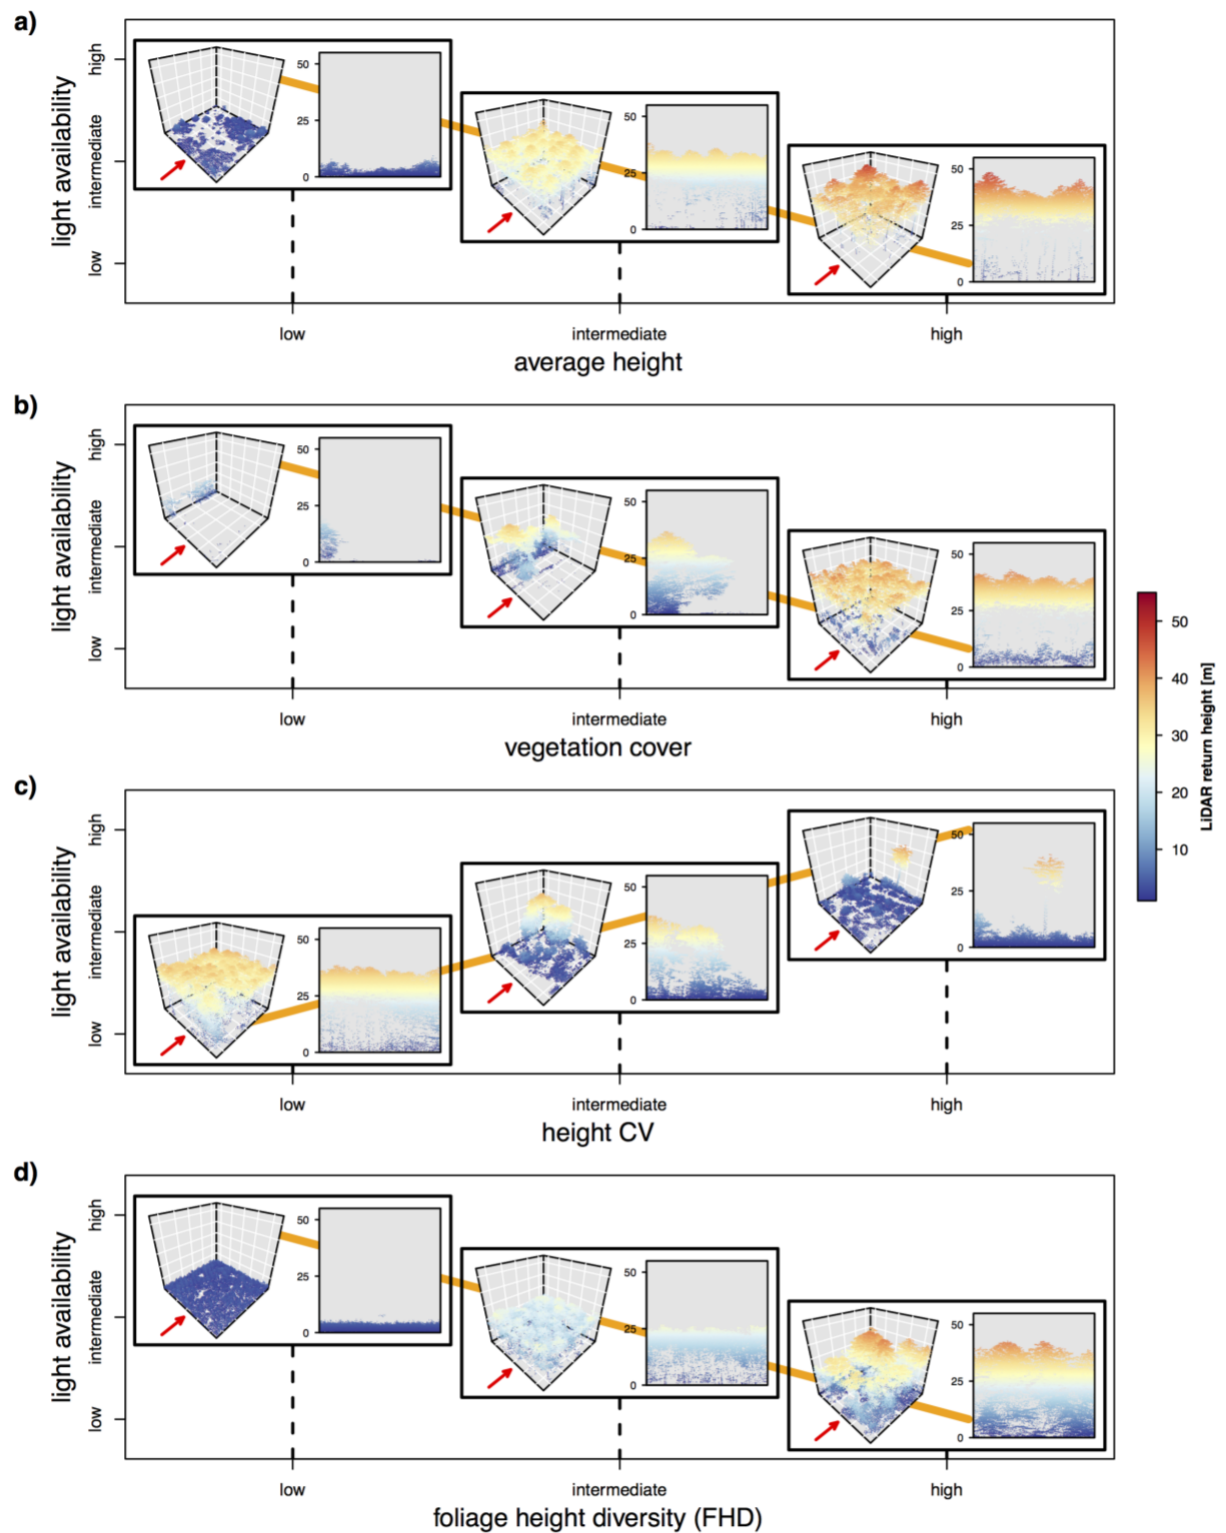 a)
light availability
high
intermediate
low
50
25
0
50
25
0
50
25
0
low
intermediate
high
average height
b)
light availability
high
intermediate
low
50
25
0
50
25
0
50
25
0
low
intermediate
high
vegetation cover
c)
light availability
high
intermediate
low
50
25
0
50
25
0
50
25
0
low
intermediate
high
height CV
d)
light availability
high
intermediate
low
50
25
0
50
25
0
50
25
0
low
intermediate
high
foliage height diversity (FHD)
50
40
30
20
10
LiDAR return height [m]